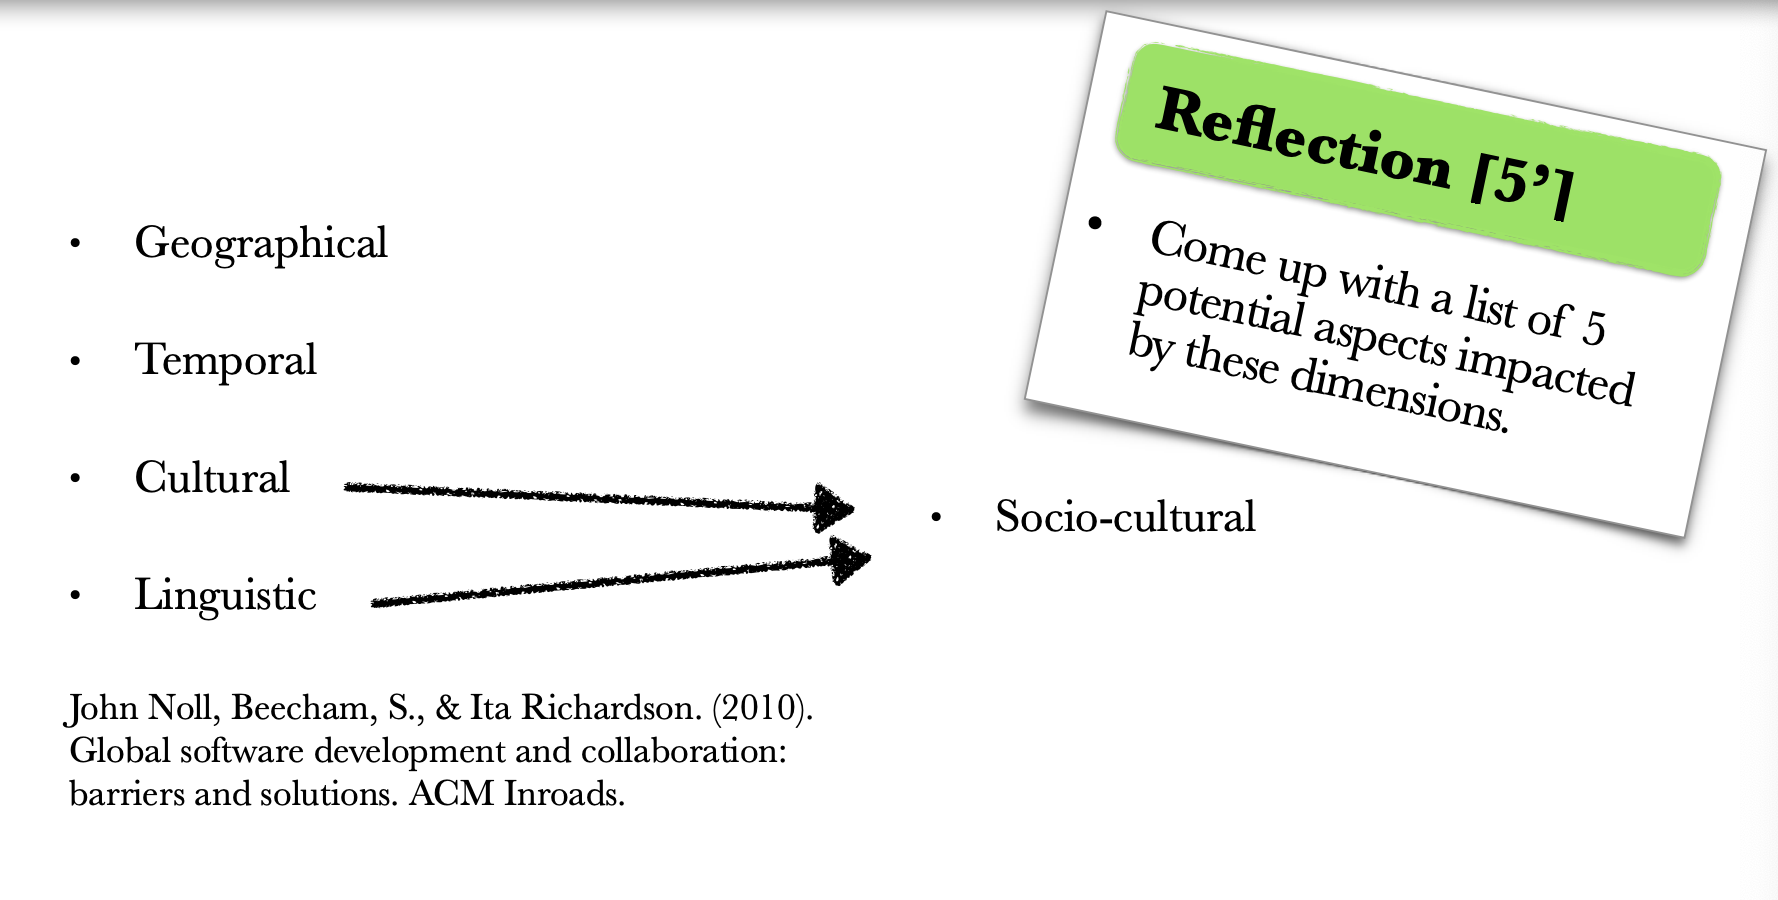 Reflection [5’]
• Come up with a list of 5
potential aspects impacted
by these dimensions.
• Geographical
• Temporal
• Cultural
• Linguistic
• Socio-cultural
John Noll, Beecham, S., & Ita Richardson. (2010).
Global software development and collaboration:
barriers and solutions. ACM Inroads.